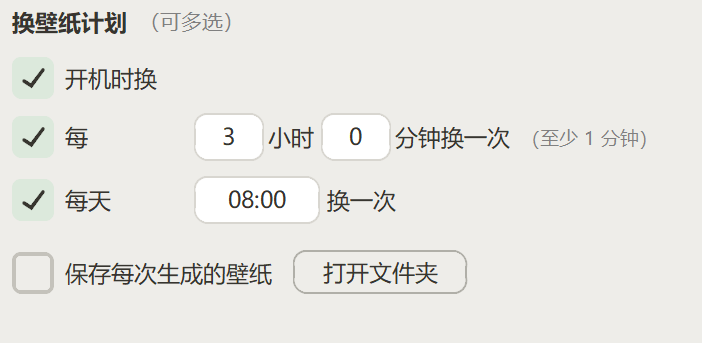 换壁纸计划 （可多选）
开机时换
每 3 小时 0 分钟换一次 （至少 1 分钟）
每天 08:00 换一次
保存每次生成的壁纸 打开文件夹